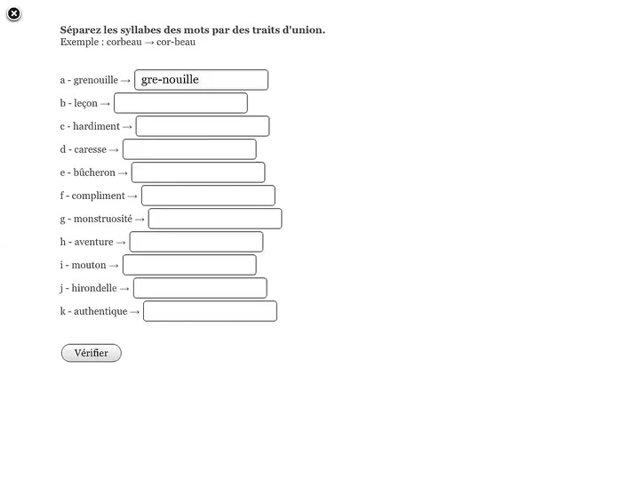 Séparez les syllabes des mots par des traits d'union.
Exemple : corbeau → cor-beau
a - grenouille → gre-nouille
b - leçon →
c - hardiment →
d - caresse →
e - bûcheron →
f - compliment →
g - monstruosité →
h - aventure →
i - mouton →
j - hirondelle →
k - authentique →
Vérifier